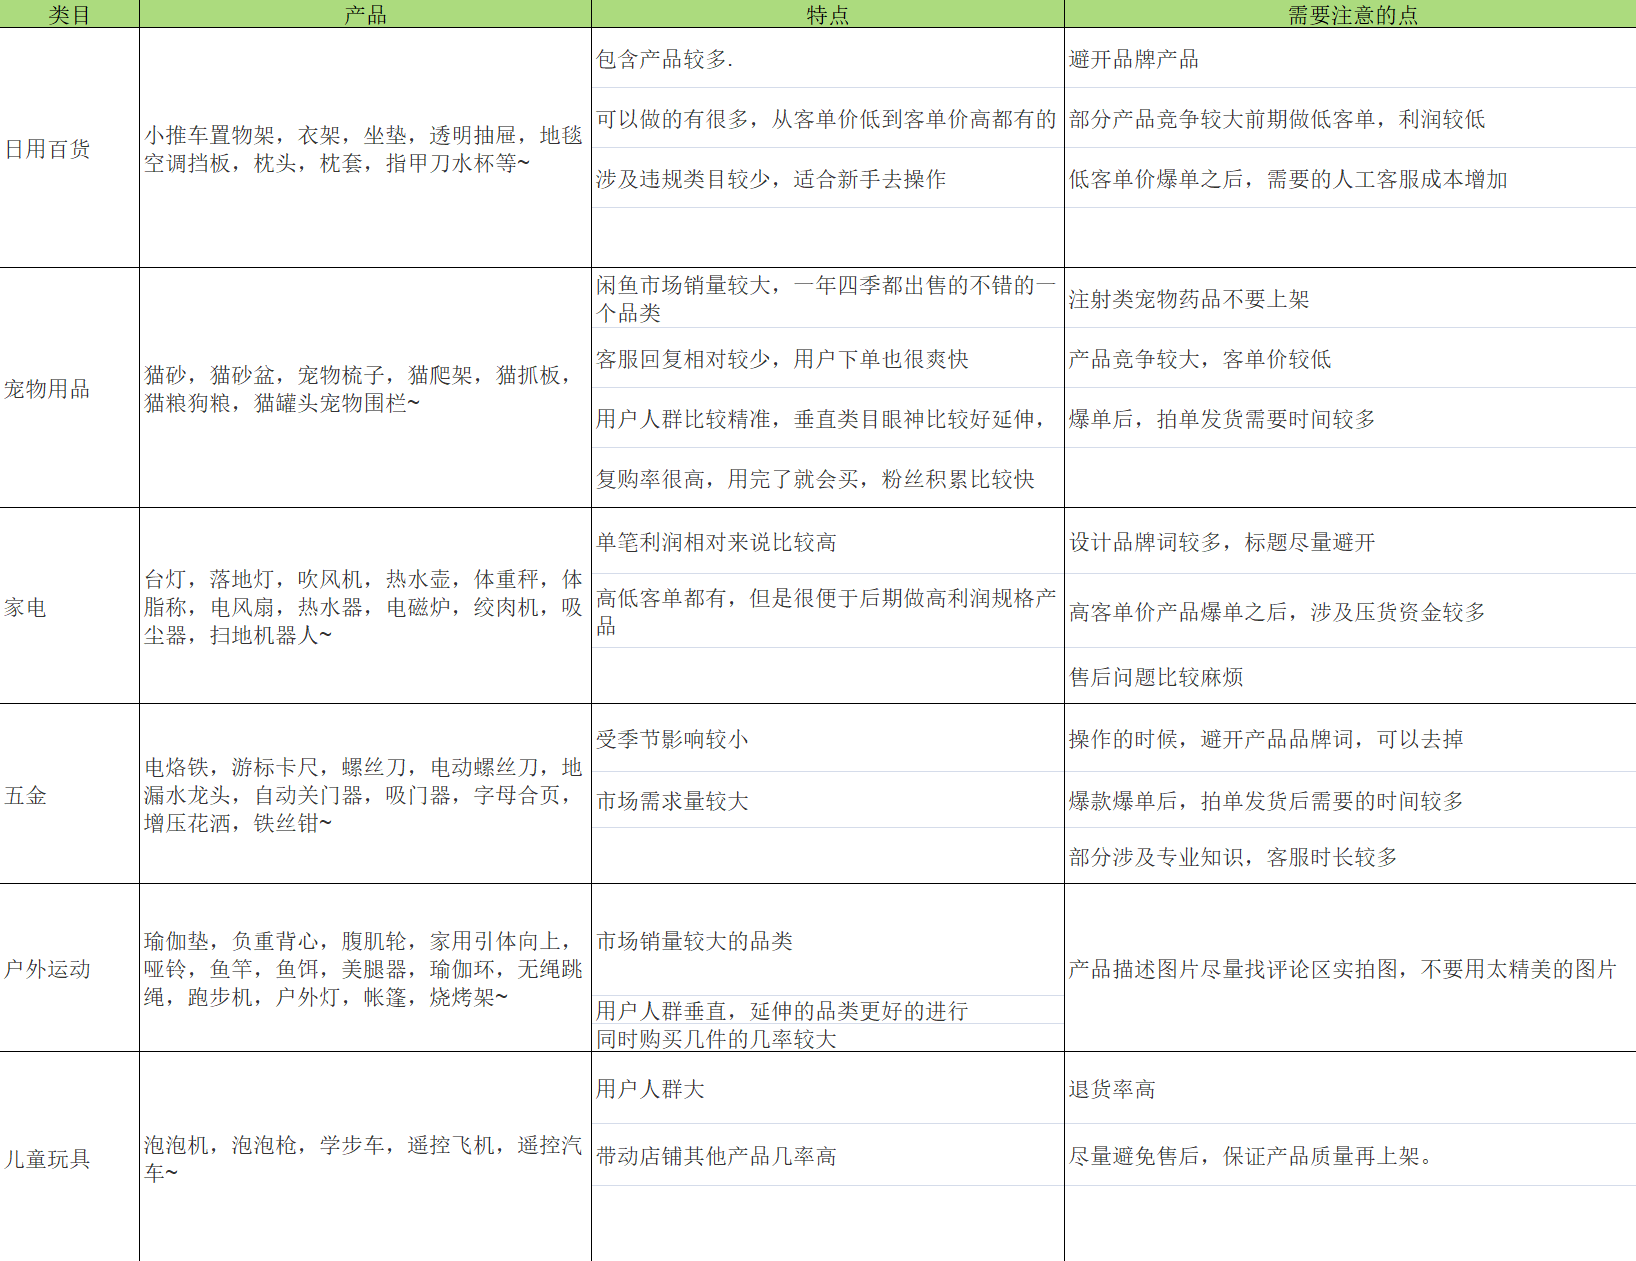 类目
产品
特点
需要注意的点
日用百货
小推车置物架，衣架，坐垫，透明抽屉，地毯
空调挡板，枕头，枕套，指甲刀水杯等~
包含产品较多.
可以做的有很多，从客单价低到客单价高都有的
涉及违规类目较少，适合新手去操作
避开品牌产品
部分产品竞争较大前期做低客单，利润较低
低客单价爆单之后，需要的人工客服成本增加
宠物用品
猫砂，猫砂盆，宠物梳子，猫爬架，猫抓板，
猫粮狗粮，猫罐头宠物围栏~
闲鱼市场销量较大，一年四季都出售的不错的一
个品类
客服回复相对较少，用户下单也很爽快
用户人群比较精准，垂直类目眼神比较好延伸，
复购率很高，用完了就会买，粉丝积累比较快
注射类宠物药品不要上架
产品竞争较大，客单价较低
爆单后，拍单发货需要时间较多
家电
台灯，落地灯，吹风机，热水壶，体重秤，体
脂称，电风扇，热水器，电磁炉，绞肉机，吸
尘器，扫地机器人~
单笔利润相对来说比较高
高低客单都有，但是很便于后期做高利润规格产
品
设计品牌词较多，标题尽量避开
高客单价产品爆单之后，涉及压货资金较多
售后问题比较麻烦
五金
电烙铁，游标卡尺，螺丝刀，电动螺丝刀，地
漏水龙头，自动关门器，吸门器，字母合页，
增压花洒，铁丝钳~
受季节影响较小
市场需求量较大
操作的时候，避开产品品牌词，可以去掉
爆款爆单后，拍单发货后需要的时间较多
部分涉及专业知识，客服时长较多
户外运动
瑜伽垫，负重背心，腹肌轮，家用引体向上，
哑铃，鱼竿，鱼饵，美腿器，瑜伽环，无绳跳
绳，跑步机，户外灯，帐篷，烧烤架~
市场销量较大的品类
用户人群垂直，延伸的品类更好的进行
同时购买几件的几率较大
产品描述图片尽量找评论区实拍图，不要用太精美的图片
儿童玩具
泡泡机，泡泡枪，学步车，遥控飞机，遥控汽
车~
用户人群大
带动店铺其他产品几率高
退货率高
尽量避免售后，保证产品质量再上架。